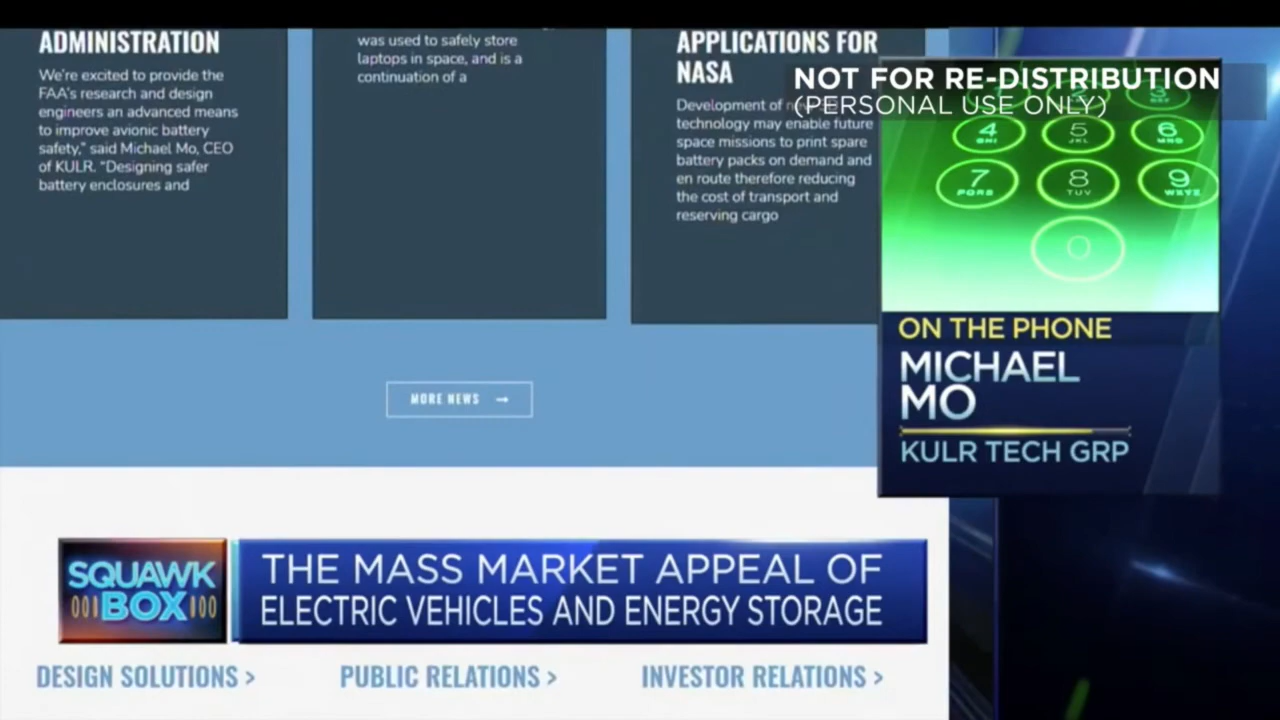 ADMINISTRATION
We're excited to provide the
FAA's research and design
engineers an advanced means
to improve avionic battery
safety," said Michael Mo, CEO
of KULR. "Designing safer
battery enclosures and
was used to safely store
laptops in space, and is a
continuation of a
APPLICATIONS FOR
NASA
Development of
technology may enable future
space missions to print spare
battery packs on demand and
en route therefore reducing
the cost of transport and
reserving cargo
NOT FOR RE-DISTRIBUTION
(PERSONAL USE ONLY)
4 5 6
GHI JKL MNO
7 8 9
PQRS TUV WXYZ
0
ON THE PHONE
MICHAEL
MO
KULR TECH GRP
MORE NEWS →
SQUAWK
BOX
THE MASS MARKET APPEAL OF
ELECTRIC VEHICLES AND ENERGY STORAGE
DESIGN SOLUTIONS >
PUBLIC RELATIONS >
INVESTOR RELATIONS >